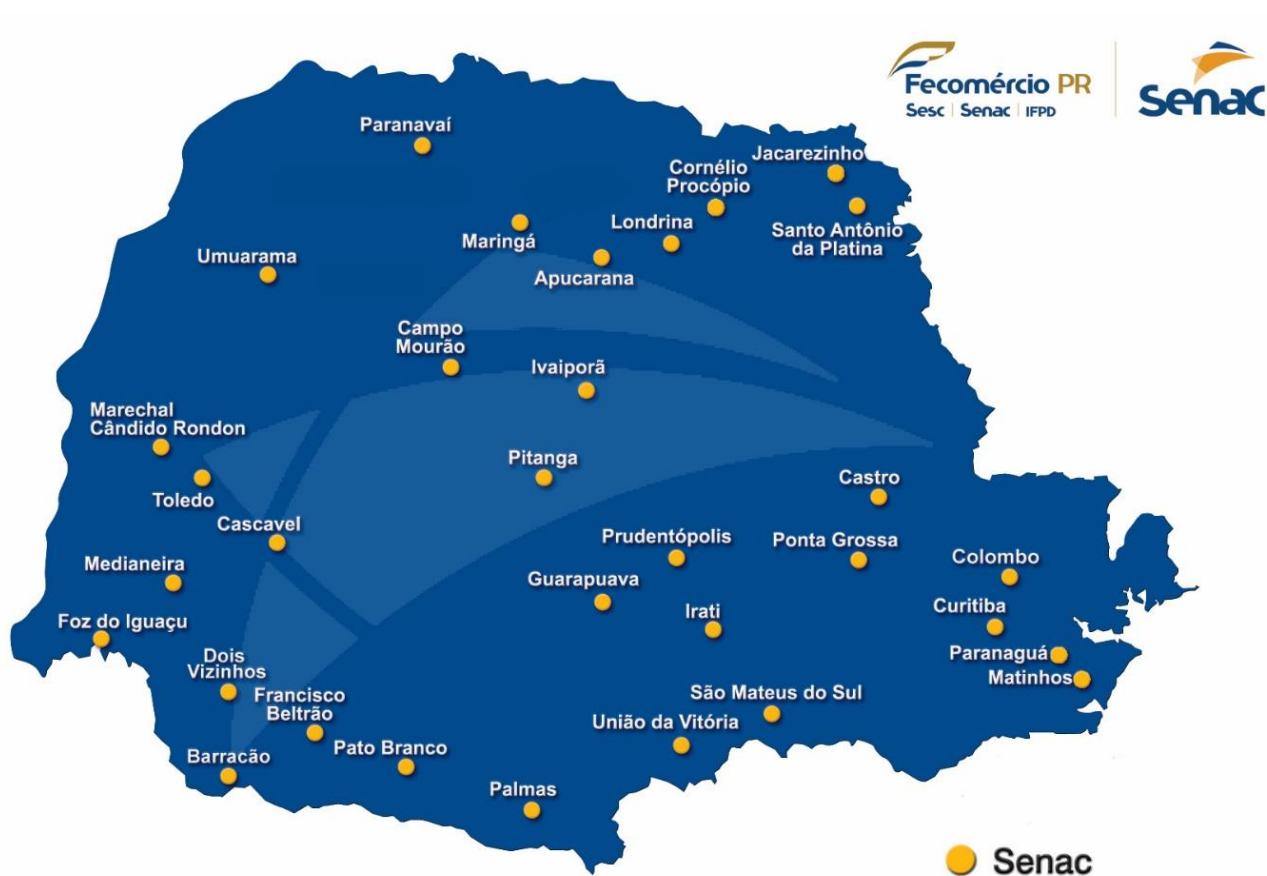 Fecomércio PR
Sesc | Senac | IFPD
Senac
Paranavaí
Jacarezinho
Cornélio
Procópio
Londrina
Santo Antônio
da Platina
Maringá
Umuarama
Apucarana
Campo
Mourão
Ivaiporã
Marechal
Cândido Rondon
Pitanga
Castro
Toledo
Cascavel
Prudentópolis
Ponta Grossa
Colombo
Medianeira
Guarapuava
Irati
Curitiba
Foz do Iguaçu
Paranaguá
Dois
Vizinhos
Matinhos
Francisco
Beltrão
São Mateus do Sul
União da Vitória
Pato Branco
Barracão
Palmas
Senac